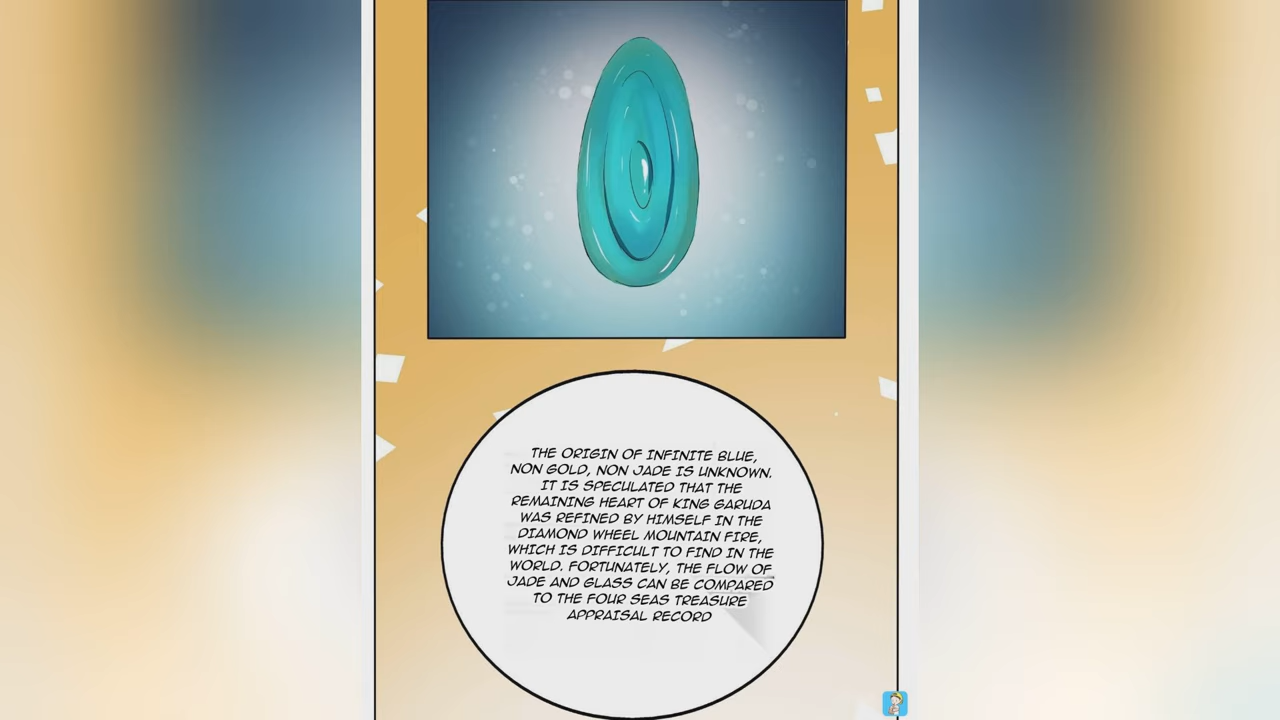 THE ORIGIN OF INFINITE BLUE,
NON GOLD, NON JADE IS UNKNOWN.
IT IS SPECULATED THAT THE
REMAINING HEART OF KING GARUDA
WAS REFINED BY HIMSELF IN THE
DIAMOND WHEEL MOUNTAIN FIRE,
WHICH IS DIFFICULT TO FIND IN THE
WORLD. FORTUNATELY, THE FLOW OF
JADE AND GLASS CAN BE COMPARED
TO THE FOUR SEAS TREASURE
APPRAISAL RECORD